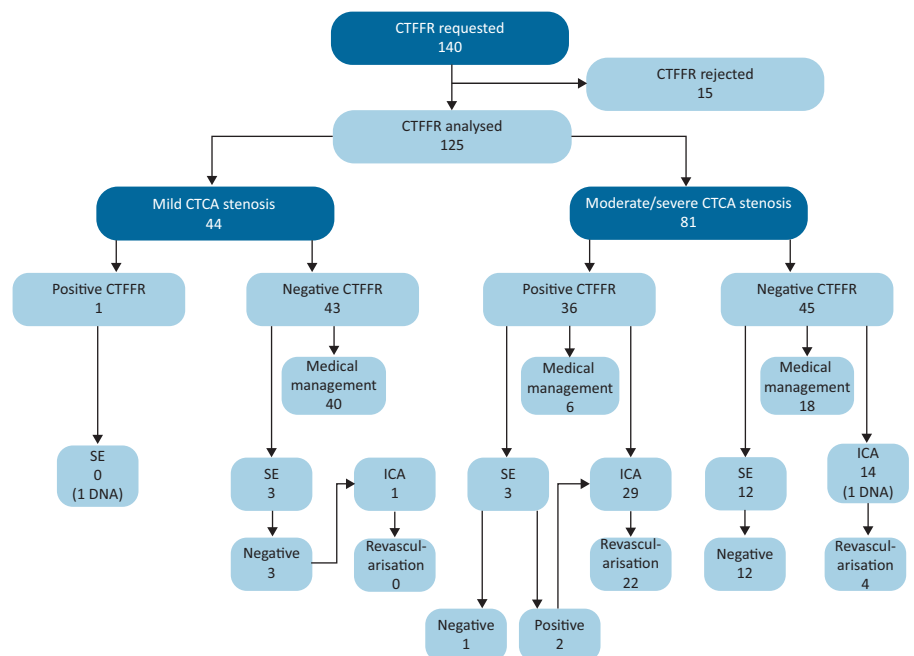 CTFFR requested
140
CTFFR rejected
15
CTFFR analysed
125
Mild CTCA stenosis
44
Moderate/severe CTCA stenosis
81
Positive CTFFR
1
Negative CTFFR
43
Positive CTFFR
36
Negative CTFFR
45
Medical
management
40
Medical
management
6
Medical
management
18
SE
0
(1 DNA)
SE
3
ICA
1
SE
3
ICA
29
SE
12
ICA
14
(1 DNA)
Negative
3
Revascul-
arisation
0
Revascul-
arisation
22
Negative
12
Revascul-
arisation
4
Negative
1
Positive
2